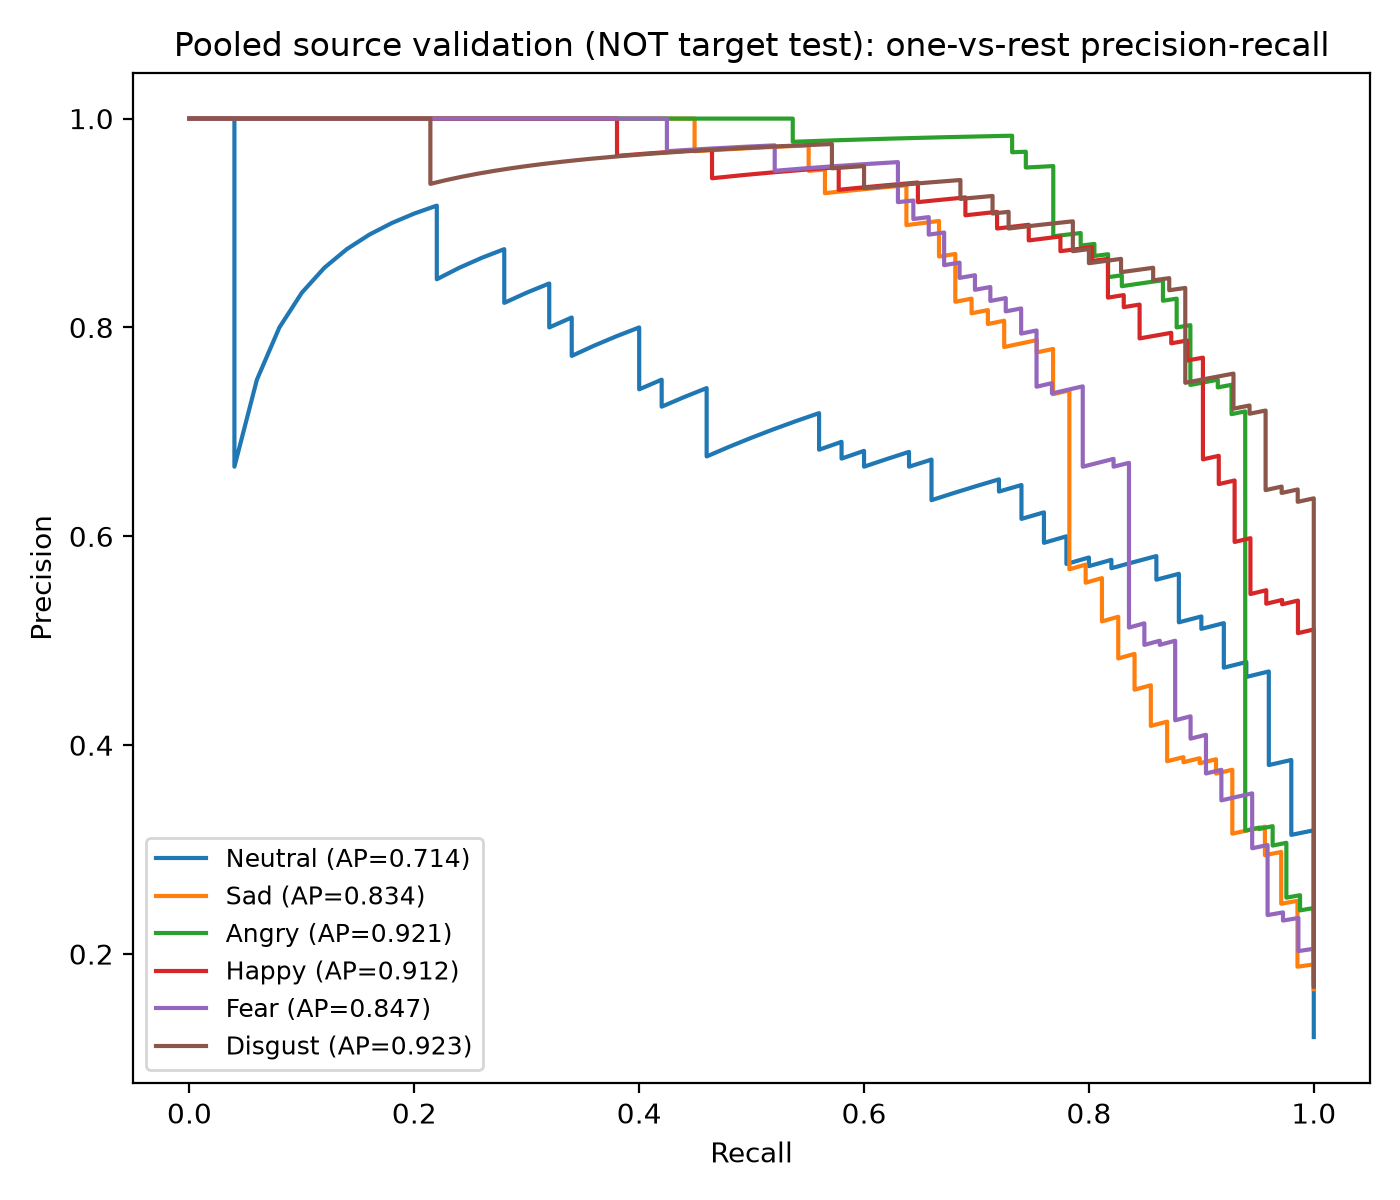 Pooled source validation (NOT target test): one-vs-rest precision-recall
1.0
0.8
0.6
0.4
0.2
Precision
Neutral (AP=0.714)
Sad (AP=0.834)
Angry (AP=0.921)
Happy (AP=0.912)
Fear (AP=0.847)
Disgust (AP=0.923)
0.0 0.2 0.4 0.6 0.8 1.0
Recall